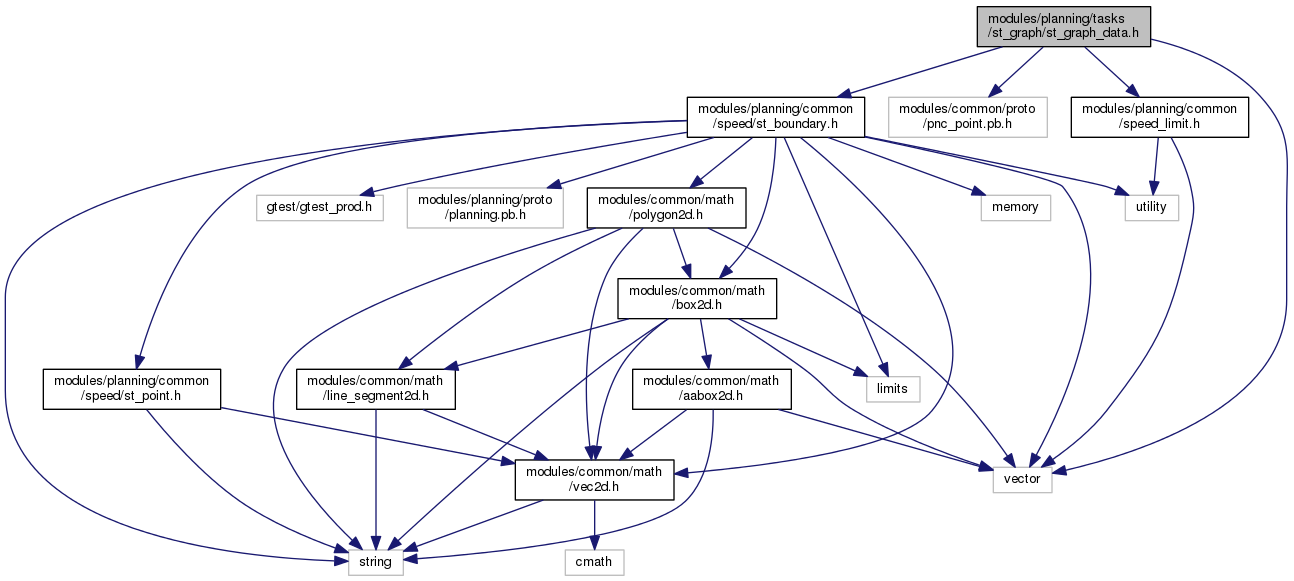 modules/planning/tasks
/st_graph/st_graph_data.h
modules/planning/common
/speed/st_boundary.h
modules/common/proto
/pnc_point.pb.h
modules/planning/common
/speed_limit.h
gtest/gtest_prod.h
modules/planning/proto
/planning.pb.h
modules/common/math
/polygon2d.h
memory
utility
modules/common/math
/box2d.h
modules/planning/common
/speed/st_point.h
modules/common/math
/line_segment2d.h
modules/common/math
/aabox2d.h
limits
modules/common/math
/vec2d.h
vector
string
cmath